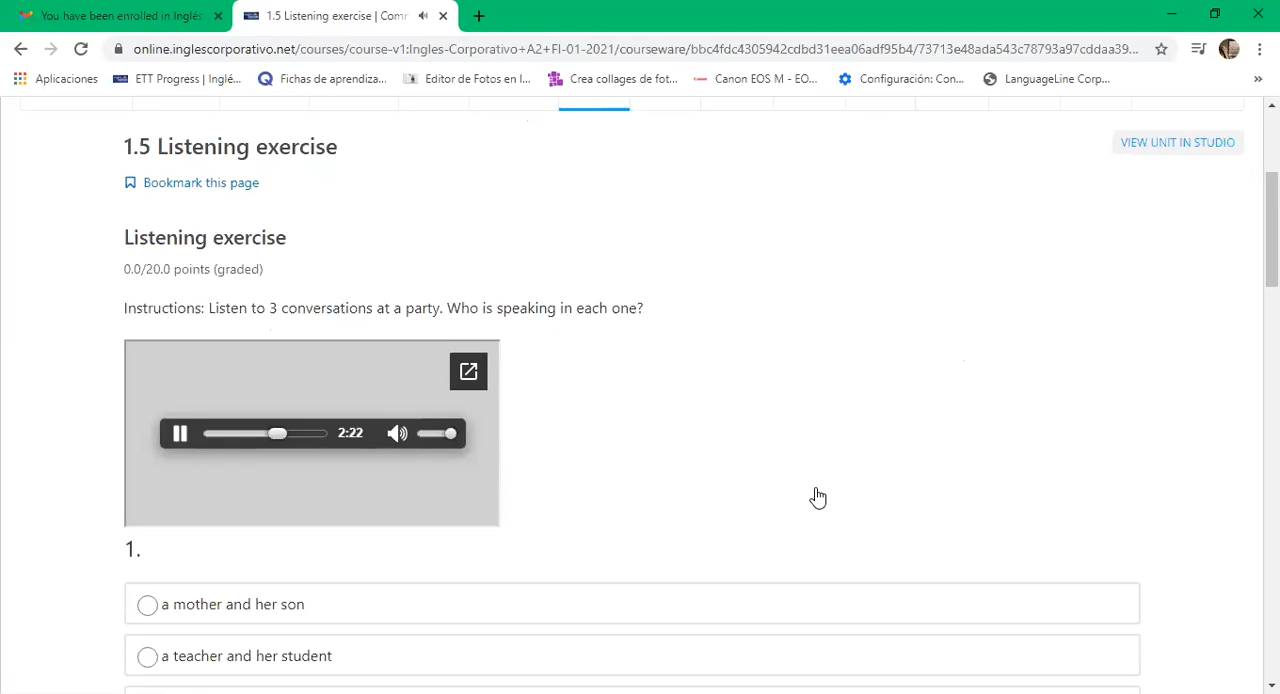 You have been enrolled in Inglés
1.5 Listening exercise | Comm
online.inglescorporativo.net/courses/course-v1:Ingles-Corporativo+A2+FI-01-2021/courseware/bbc4fdc4305942cdbd31eea06adf95b4/73713e48ada543c78793a97cddaa39...
Aplicaciones
ETT Progress | Inglé...
Fichas de aprendiza...
Editor de Fotos en l...
Crea collages de fot...
Canon EOS M - EO...
Configuración: Con...
LanguageLine Corp...
»
1.5 Listening exercise
VIEW UNIT IN STUDIO
Bookmark this page
Listening exercise
0.0/20.0 points (graded)
Instructions: Listen to 3 conversations at a party. Who is speaking in each one?
2:22
1.
a mother and her son
a teacher and her student